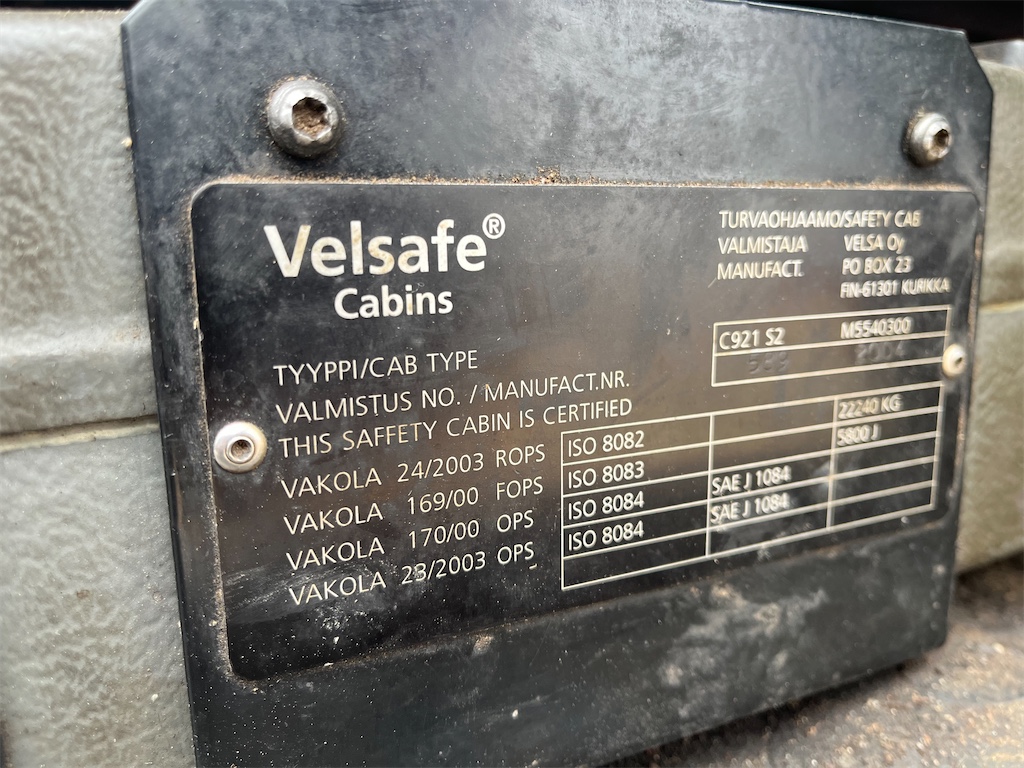 Velsafe®
Cabins
TURVAOHJAAMO/SAFETY CAB
VALMISTAJA VELSA Oy
MANUFACT. PO BOX 23
FIN-61301 KURIKKA
TYYPPI/CAB TYPE C921 S2 M5540300
VALMISTUS NO. / MANUFACT.NR. 2004
THIS SAFFETY CABIN IS CERTIFIED
VAKOLA 24/2003 ROPS ISO 8082 22240 KG
VAKOLA 169/00 FOPS ISO 8083 5800 J
VAKOLA 170/00 OPS ISO 8084 SAE J 1084
VAKOLA 23/2003 OPS ISO 8084 SAE J 1084